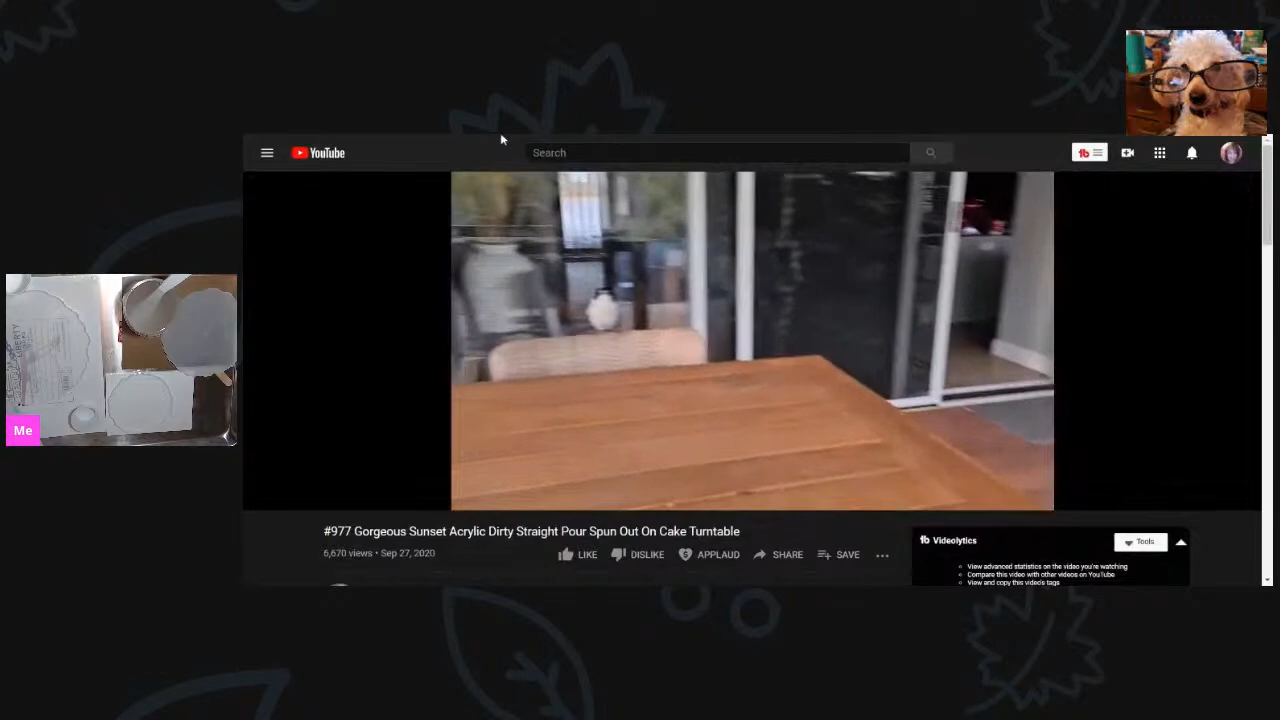 YouTube
Search
LIBERTY
Me
#977 Gorgeous Sunset Acrylic Dirty Straight Pour Spun Out On Cake Turntable
6,670 views • Sep 27, 2020
LIKE
DISLIKE
APPLAUD
SHARE
SAVE
tb Videolytics
Tools
View advanced statistics on the video you're watching
Compare this video with other videos on YouTube
View and copy this video's tags